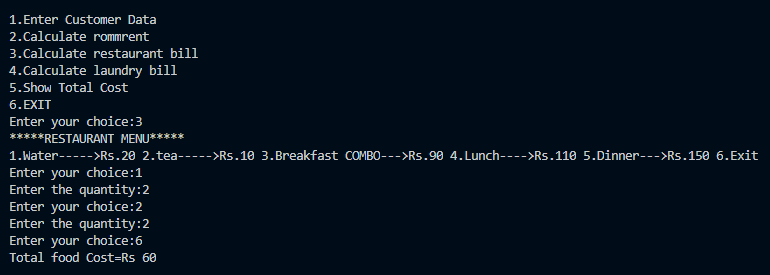 1.Enter Customer Data
2.Calculate rommrent
3.Calculate restaurant bill
4.Calculate laundry bill
5.Show Total Cost
6.EXIT
Enter your choice:3
*****RESTAURANT MENU*****
1.Water----->Rs.20 2.tea----->Rs.10 3.Breakfast COMBO--->Rs.90 4.Lunch---->Rs.110 5.Dinner--->Rs.150 6.Exit
Enter your choice:1
Enter the quantity:2
Enter your choice:2
Enter the quantity:2
Enter your choice:6
Total food Cost=Rs 60